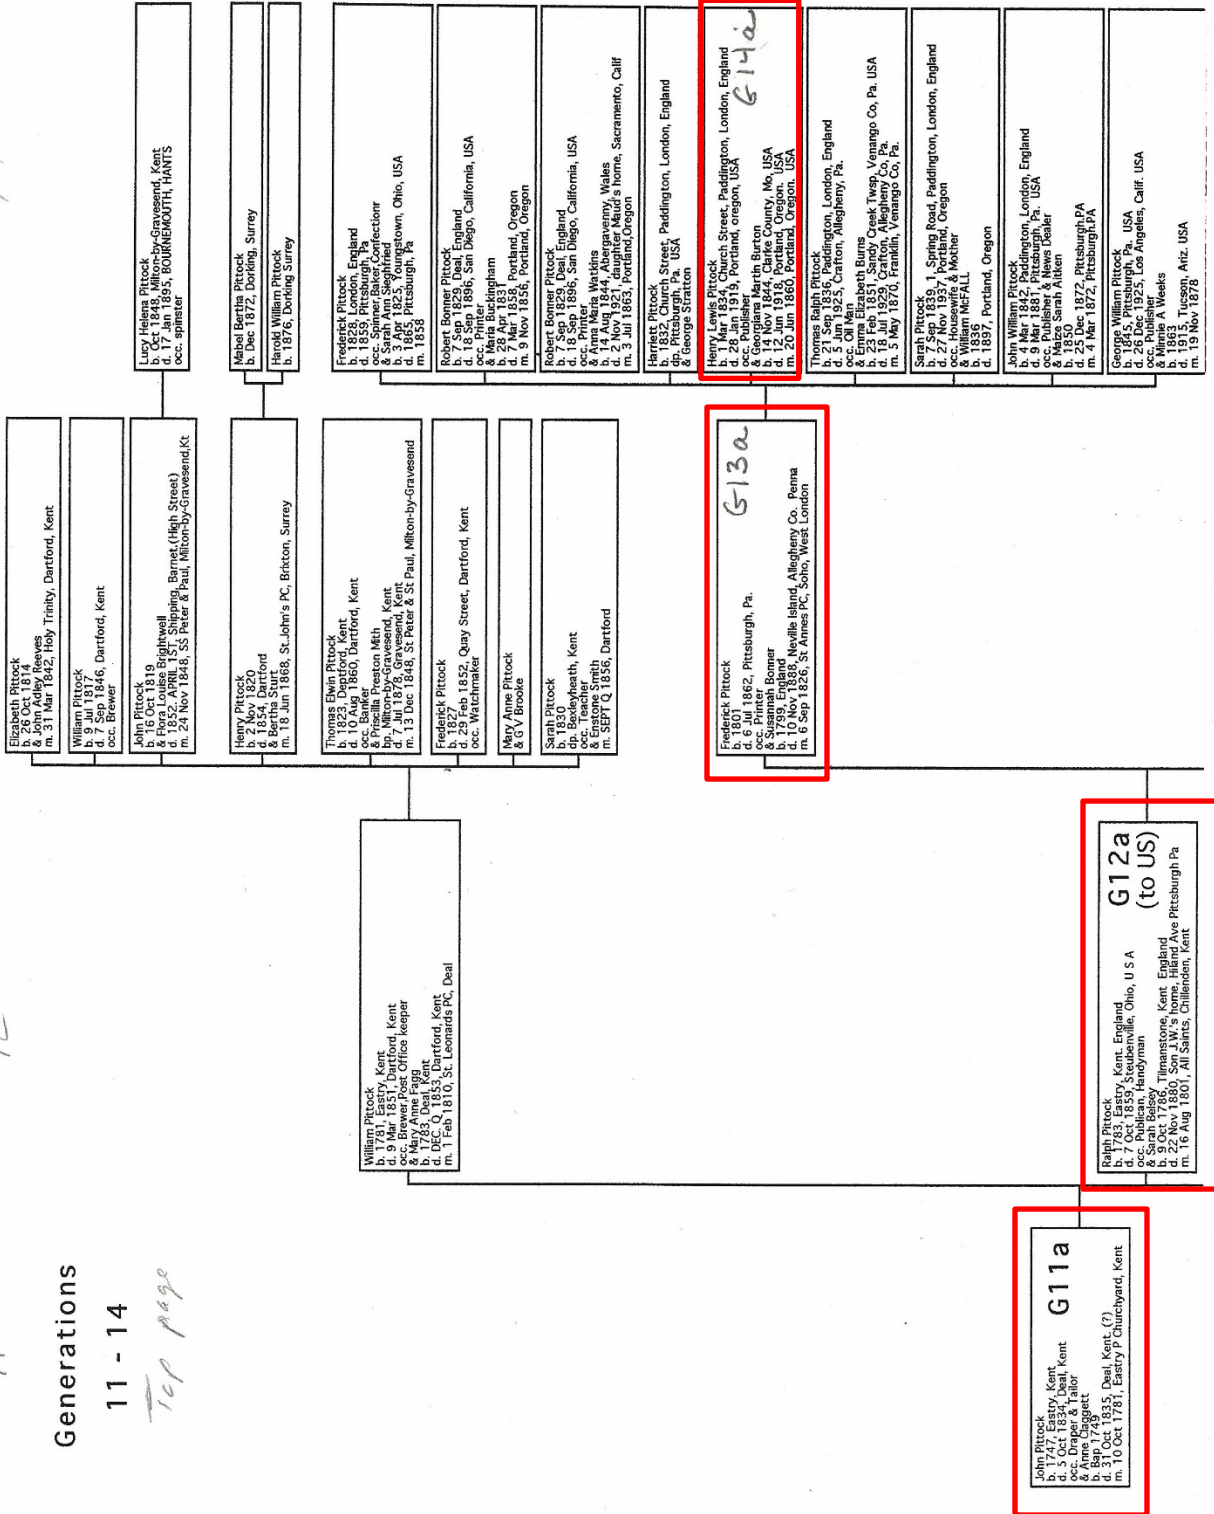 Generations
11 - 14
Top page
John Pittock
b. 1747, Eastry, Kent
d. 5 Oct 1834, Deal, Kent
occ. Draper & Tailor
& Anne Claggett
b. Bap 1749
d. 31 Oct 1835, Deal, Kent. (?)
m. 10 Oct 1781, Eastry P Churchyard, Kent
G11a
William Pittock
b. 1781, Eastry, Kent
d. 9 Mar 1851, Dartford, Kent
occ. Brewer,Post Office keeper
& Mary Anne Fagg
b. 1783, Deal, Kent
d. DEC. Q 1853, Dartford, Kent
m. 1 Feb 1810, St. Leonards PC, Deal
Ralph Pittock
b. 1783, Eastry, Kent. England
d. 7 Oct 1859, Steubenville, Ohio, U S A
occ. Publican, Handyman
& Sarah Belsey
b. 9 Oct 1786, Tilmanstone, Kent England
d. 22 Nov 1880, Son J.W.'s home, Hiland Ave Pittsburgh Pa
m. 16 Aug 1801, All Saints, Chillenden, Kent
G12a
(to US)
Elizabeth Pittock
b. 26 Oct 1814
& John Adley Reeves
m. 31 Mar 1842, Holy Trinity, Dartford, Kent
William Pittock
b. 9 Jul 1817
d. 7 Sep 1846, Dartford, Kent
occ. Brewer
John Pittock
b. 16 Oct 1819
& Flora Louise Brightwell
d. 1852. APRIL 1ST, Shipping, Barnet,(High Street)
m. 24 Nov 1848, SS Peter & Paul, Milton-by-Gravesend,Kt
Henry Pittock
b. 2 Nov 1820
d. 1854, Dartford
& Bertha Sturt
m. 18 Jun 1868, St.John's PC, Brixton, Surrey
Thomas Elwin Pittock
b. 1823, Deptford, Kent
d. 10 Aug 1860, Dartford, Kent
occ. Banker
& Priscilla Preston Mith
bp. Milton-by-Gravesend, Kent
d. 7 Jul 1878, Gravesend, Kent
m. 13 Dec 1848, St Peter & St Paul, Milton-by-Gravesend
Frederick Pittock
b. 1827
d. 29 Feb 1852, Quay Street, Dartford, Kent
occ. Watchmaker
Mary Anne Pittock
& G V Brooke
Sarah Pittock
b. 1830
dp. Bexleyheath, Kent
occ. Teacher
& Enstone Smith
m. SEPT Q 1856, Dartford
Frederick Pittock
b. 1801
d. 6 Jul 1862, Pittsburgh, Pa.
occ. Printer
& Susannah Bonner
b. 1799, England
d. 10 Nov 1888, Neville Island, Allegheny Co. Penna
m. 6 Sep 1826, St Annes PC, Soho, West London
G13a
Lucy Helena Pittock
b. Oct 1848, Milton-by-Gravesend, Kent
d. 17 Jan 1895, BOURNEMOUTH, HANTS
occ. spinster
Mabel Bertha Pittock
b. Dec 1872, Dorking, Surrey
Harold William Pittock
b. 1876, Dorking Surrey
Frederick Pittock
b. 1828, London, England
d. 1859, Pittsburgh, Pa
occ. Spinner,Baker,Confectionr
& Sarah Ann Sieghfried
b. 3 Apr 1825, Youngstown, Ohio, USA
d. 1865, Pittsburgh, Pa
m. 1858
Robert Bonner Pittock
b. 7 Sep 1829, Deal, England
d. 18 Sep 1896, San Diego, California, USA
occ. Printer
& Maria Buckingham
b. 28 Apr 1831
d. 7 Mar 1858, Portland, Oregon
m. 9 Nov 1856, Portland, Oregon
Robert Bonner Pittock
b. 7 Sep 1829, Deal, England
d. 18 Sep 1896, San Diego, California, USA
occ. Printer
& Anna Maria Watkins
b. 14 Aug 1844, Abergavenny, Wales
d. 2 Apr 1921, daughter Maud's home, Sacramento, Calif
m. 3 Jul 1863, Portland,Oregon
Harriett Pittock
b. 1832, Church Street, Paddington, London, England
dp. Pittsburgh, Pa. USA
& George Stratton
Henry Lewis Pittock
b. 1 Mar 1834, Church Street, Paddington, London, England
d. 28 Jan 1919, Portland, oregon, USA
occ. Publisher
& Georgiana Martin Burton
b. 14 Nov 1844, Clarke County, Mo, USA
d. 12 Jun 1918, Portland, Oregon. USA
m. 20 Jun 1860, Portland, Oregon. USA
G14a
Thomas Ralph Pittock
b. 21 Sep 1836, Paddington, London, England
d. 5 Jun 1925, Crafton, Allegheny, Pa.
occ. Oil Man
& Emma Elizabeth Burns
b. 23 Feb 1851, Sandy Creek Twsp, Venango Co, Pa. USA
d. 18 Jul 1929, Crafton, Allegheny Co, Pa.
m. 5 May 1870, Franklin, Venango Co, Pa.
Sarah Pittock
b. 7 Sep 1839, 1, Spring Road, Paddington, London, England
d. 27 Nov 1937, Portland, Oregon
occ. Housewife & Mother
& William McFALL
b. 1836
d. 1897, Portland, Oregon
John William Pittock
b. 14 Mar 1842, Paddington, London, England
d. 9 Mar 1881, Pittsburgh, Pa. USA
occ. Publisher & News Dealer
& Maize Sarah Aitken
b. 1850
d. 25 Dec 1872, Pittsburgh,PA
m. 4 Mar 1872, Pittsburgh,PA
George William Pittock
b. 1845, Pittsburgh, Pa. USA
d. 26 Dec 1925, Los Angeles, Calif. USA
occ. Publisher
& Minnie A Weeks
b. 1863
d. 1915, Tucson, Ariz. USA
m. 19 Nov 1878